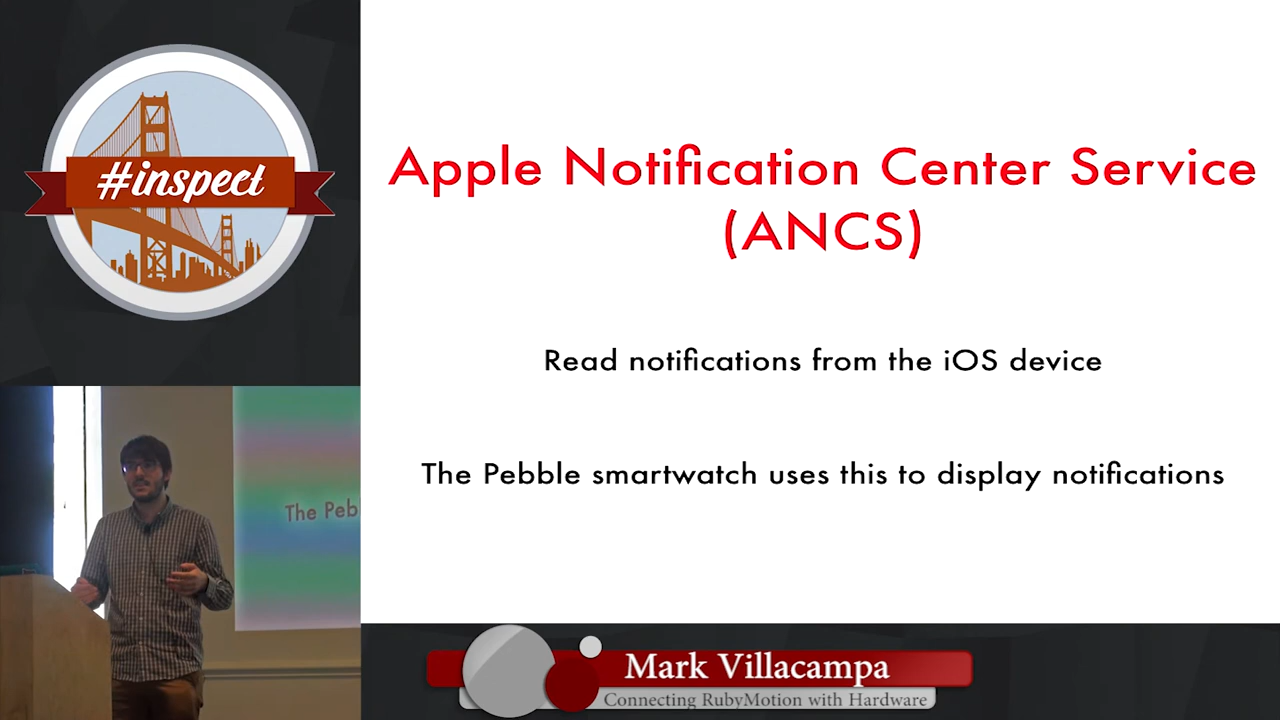 #inspect
Apple Notification Center Service
(ANCS)
Read notifications from the iOS device
The Pebble smartwatch uses this to display notifications
The Peb
Mark Villacampa
Connecting RubyMotion with Hardware